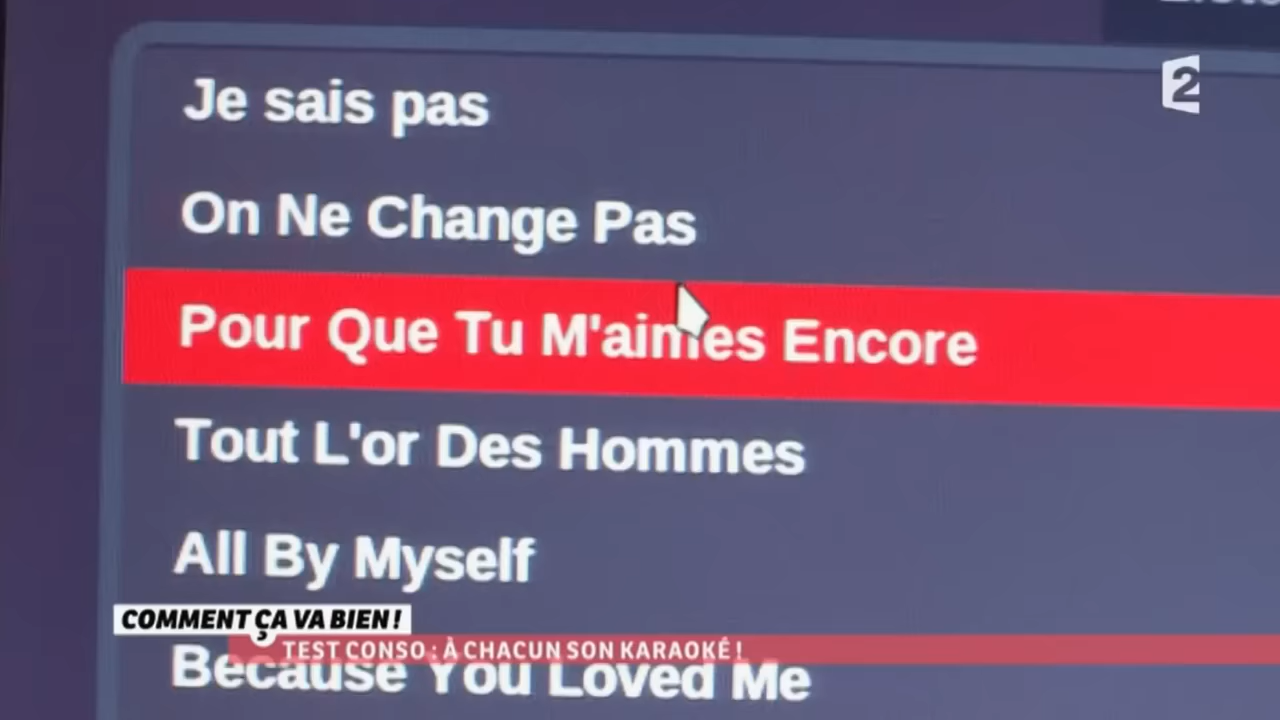 2
Je sais pas
On Ne Change Pas
Pour Que Tu M'aimes Encore
Tout L'or Des Hommes
All By Myself
COMMENT ÇA VA BIEN !
TEST CONSO : À CHACUN SON KARAOKÉ !
Because You Loved Me